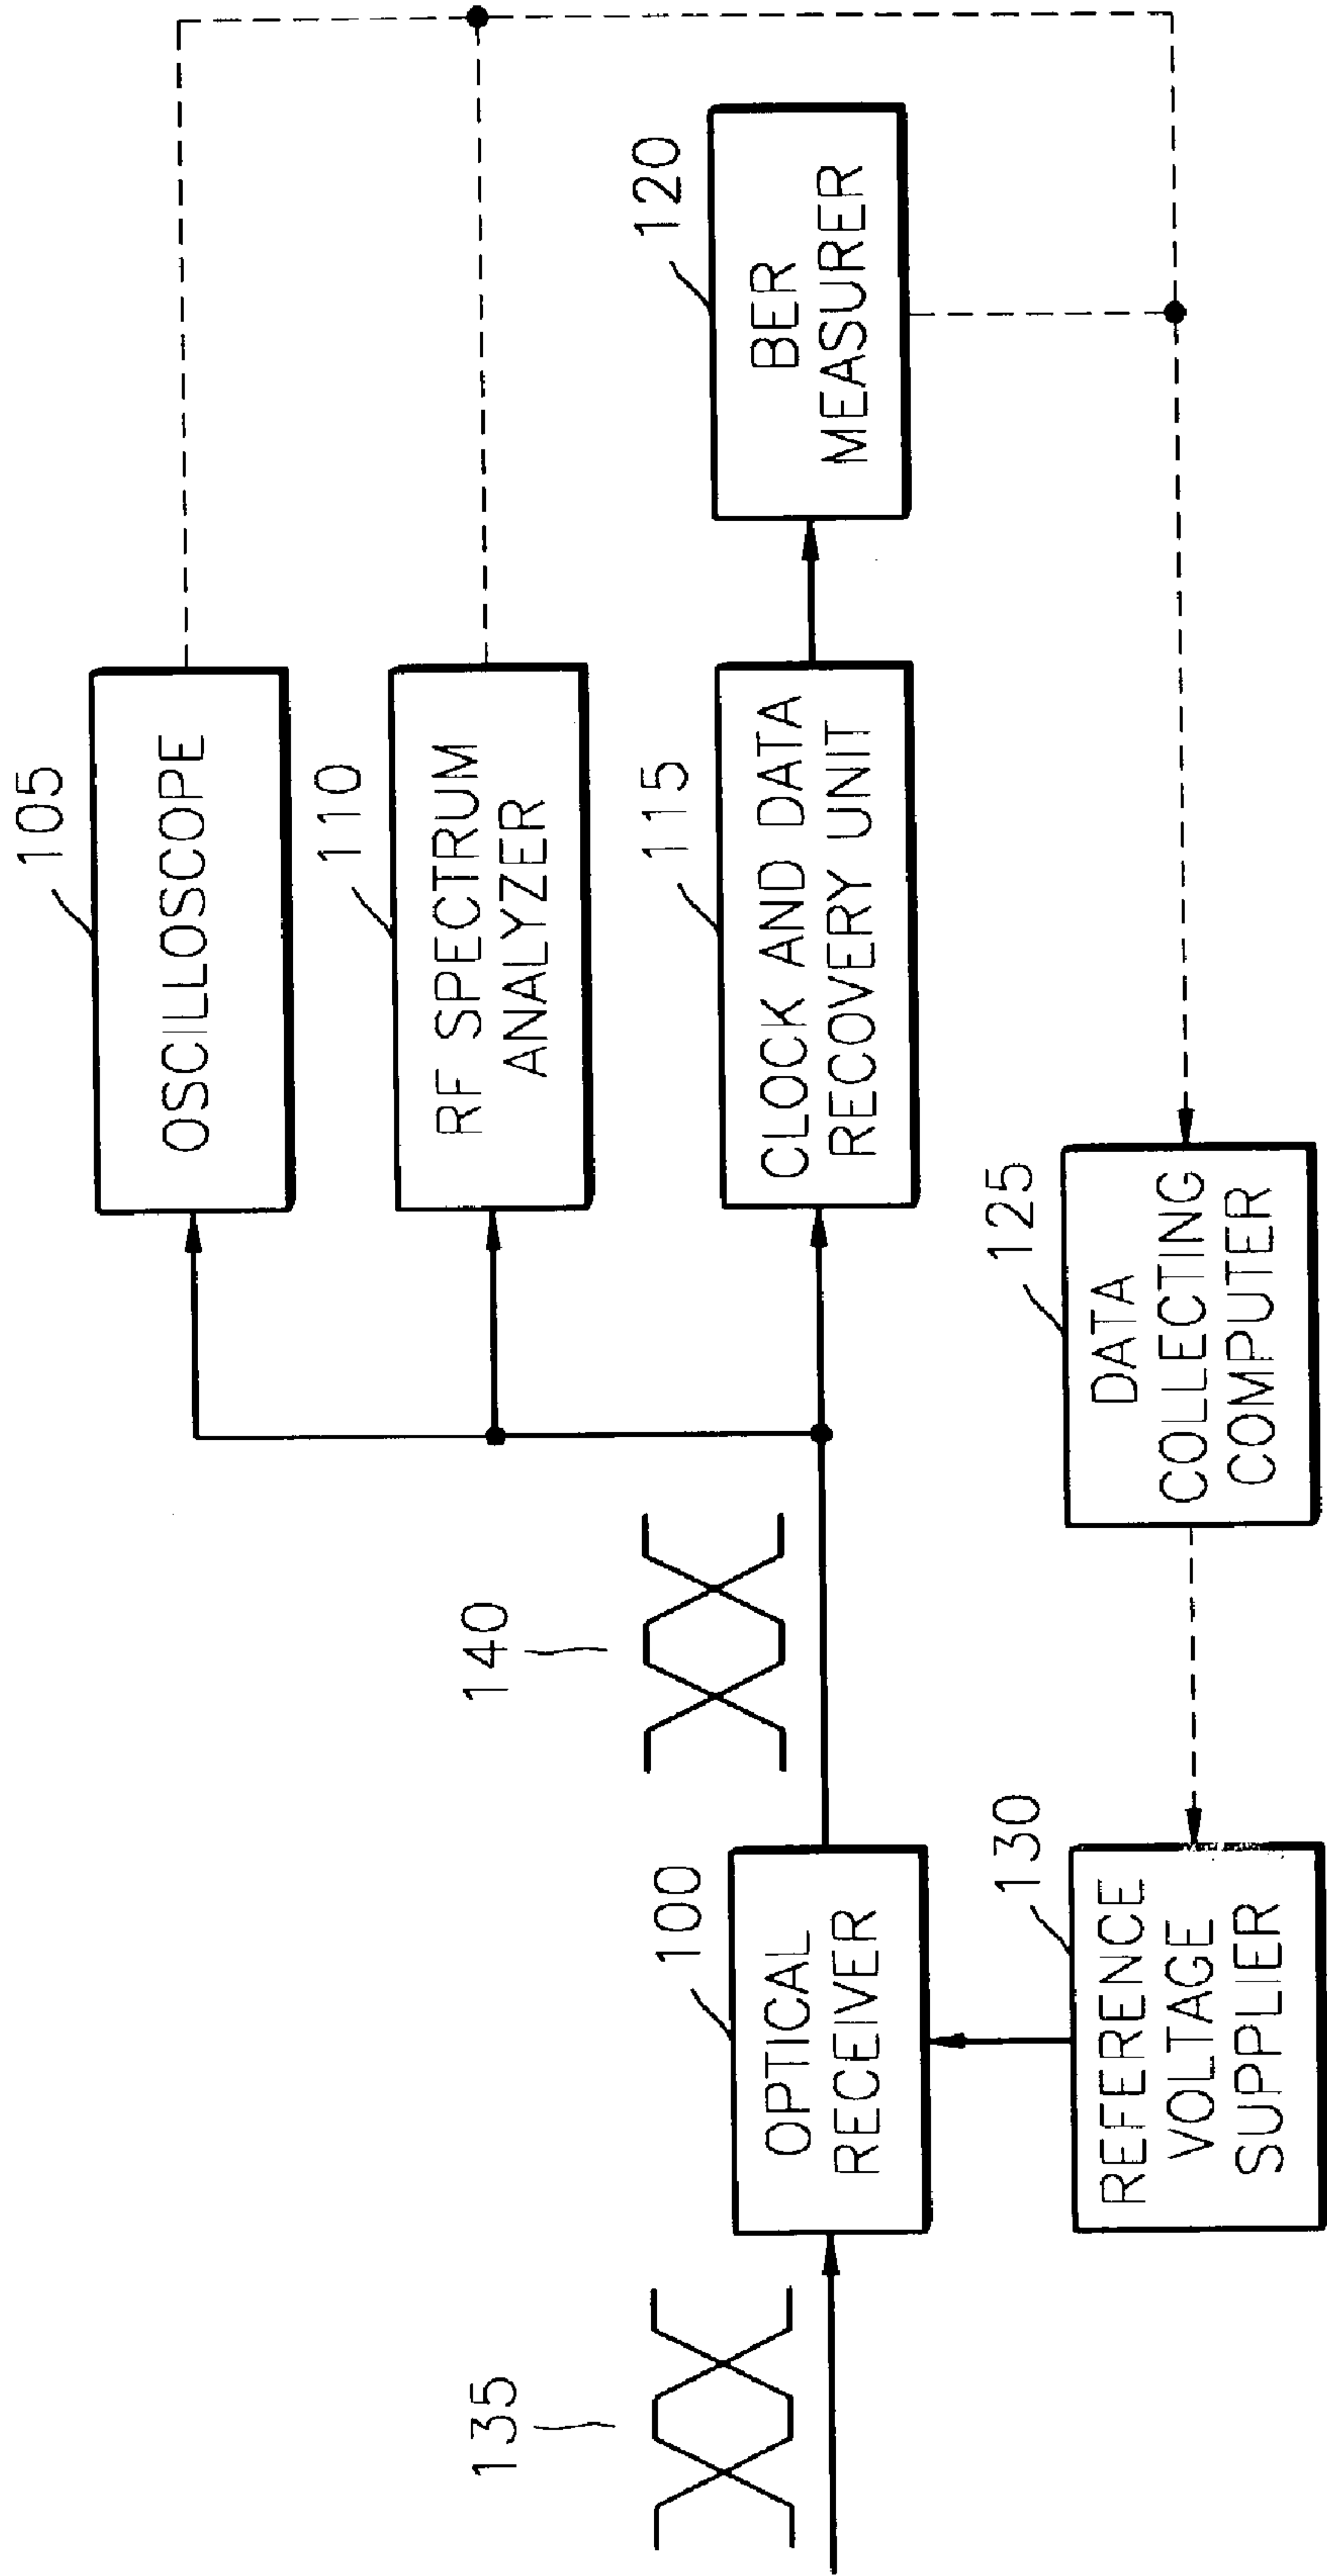 105
OSCILLOSCOPE
110
RF SPECTRUM
ANALYZER
135
140
100
OPTICAL
RECEIVER
115
CLOCK AND DATA
RECOVERY UNIT
120
BER
MEASURER
130
REFERENCE
VOLTAGE
SUPPLIER
125
DATA
COLLECTING
COMPUTER